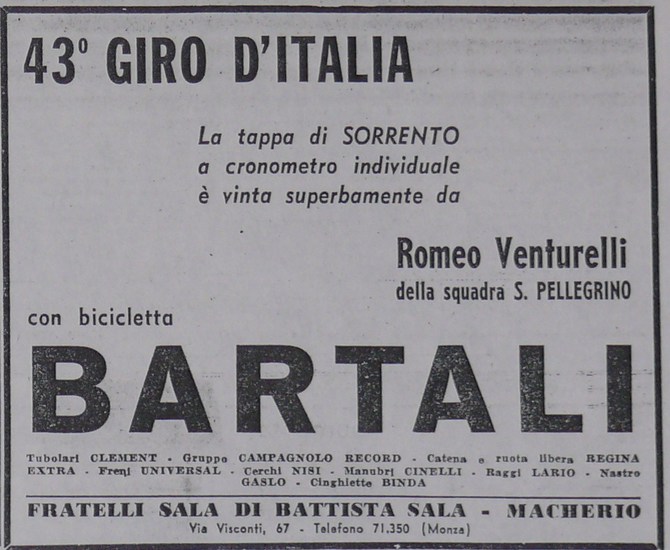 43° GIRO D'ITALIA
La tappa di SORRENTO
a cronometro individuale
è vinta superbamente da
Romeo Venturelli
della squadra S. PELLEGRINO
con bicicletta
BARTALI
Tubolari CLEMENT - Gruppo CAMPAGNOLO RECORD - Catena e ruota libera REGINA
EXTRA - Freni UNIVERSAL - Cerchi NISI - Manubri CINELLI - Raggi LARIO - Nastro
GASLO - Cinghiette BINDA
FRATELLI SALA DI BATTISTA SALA - MACHERIO
Via Visconti, 67 - Telefono 71.350 (Monza)